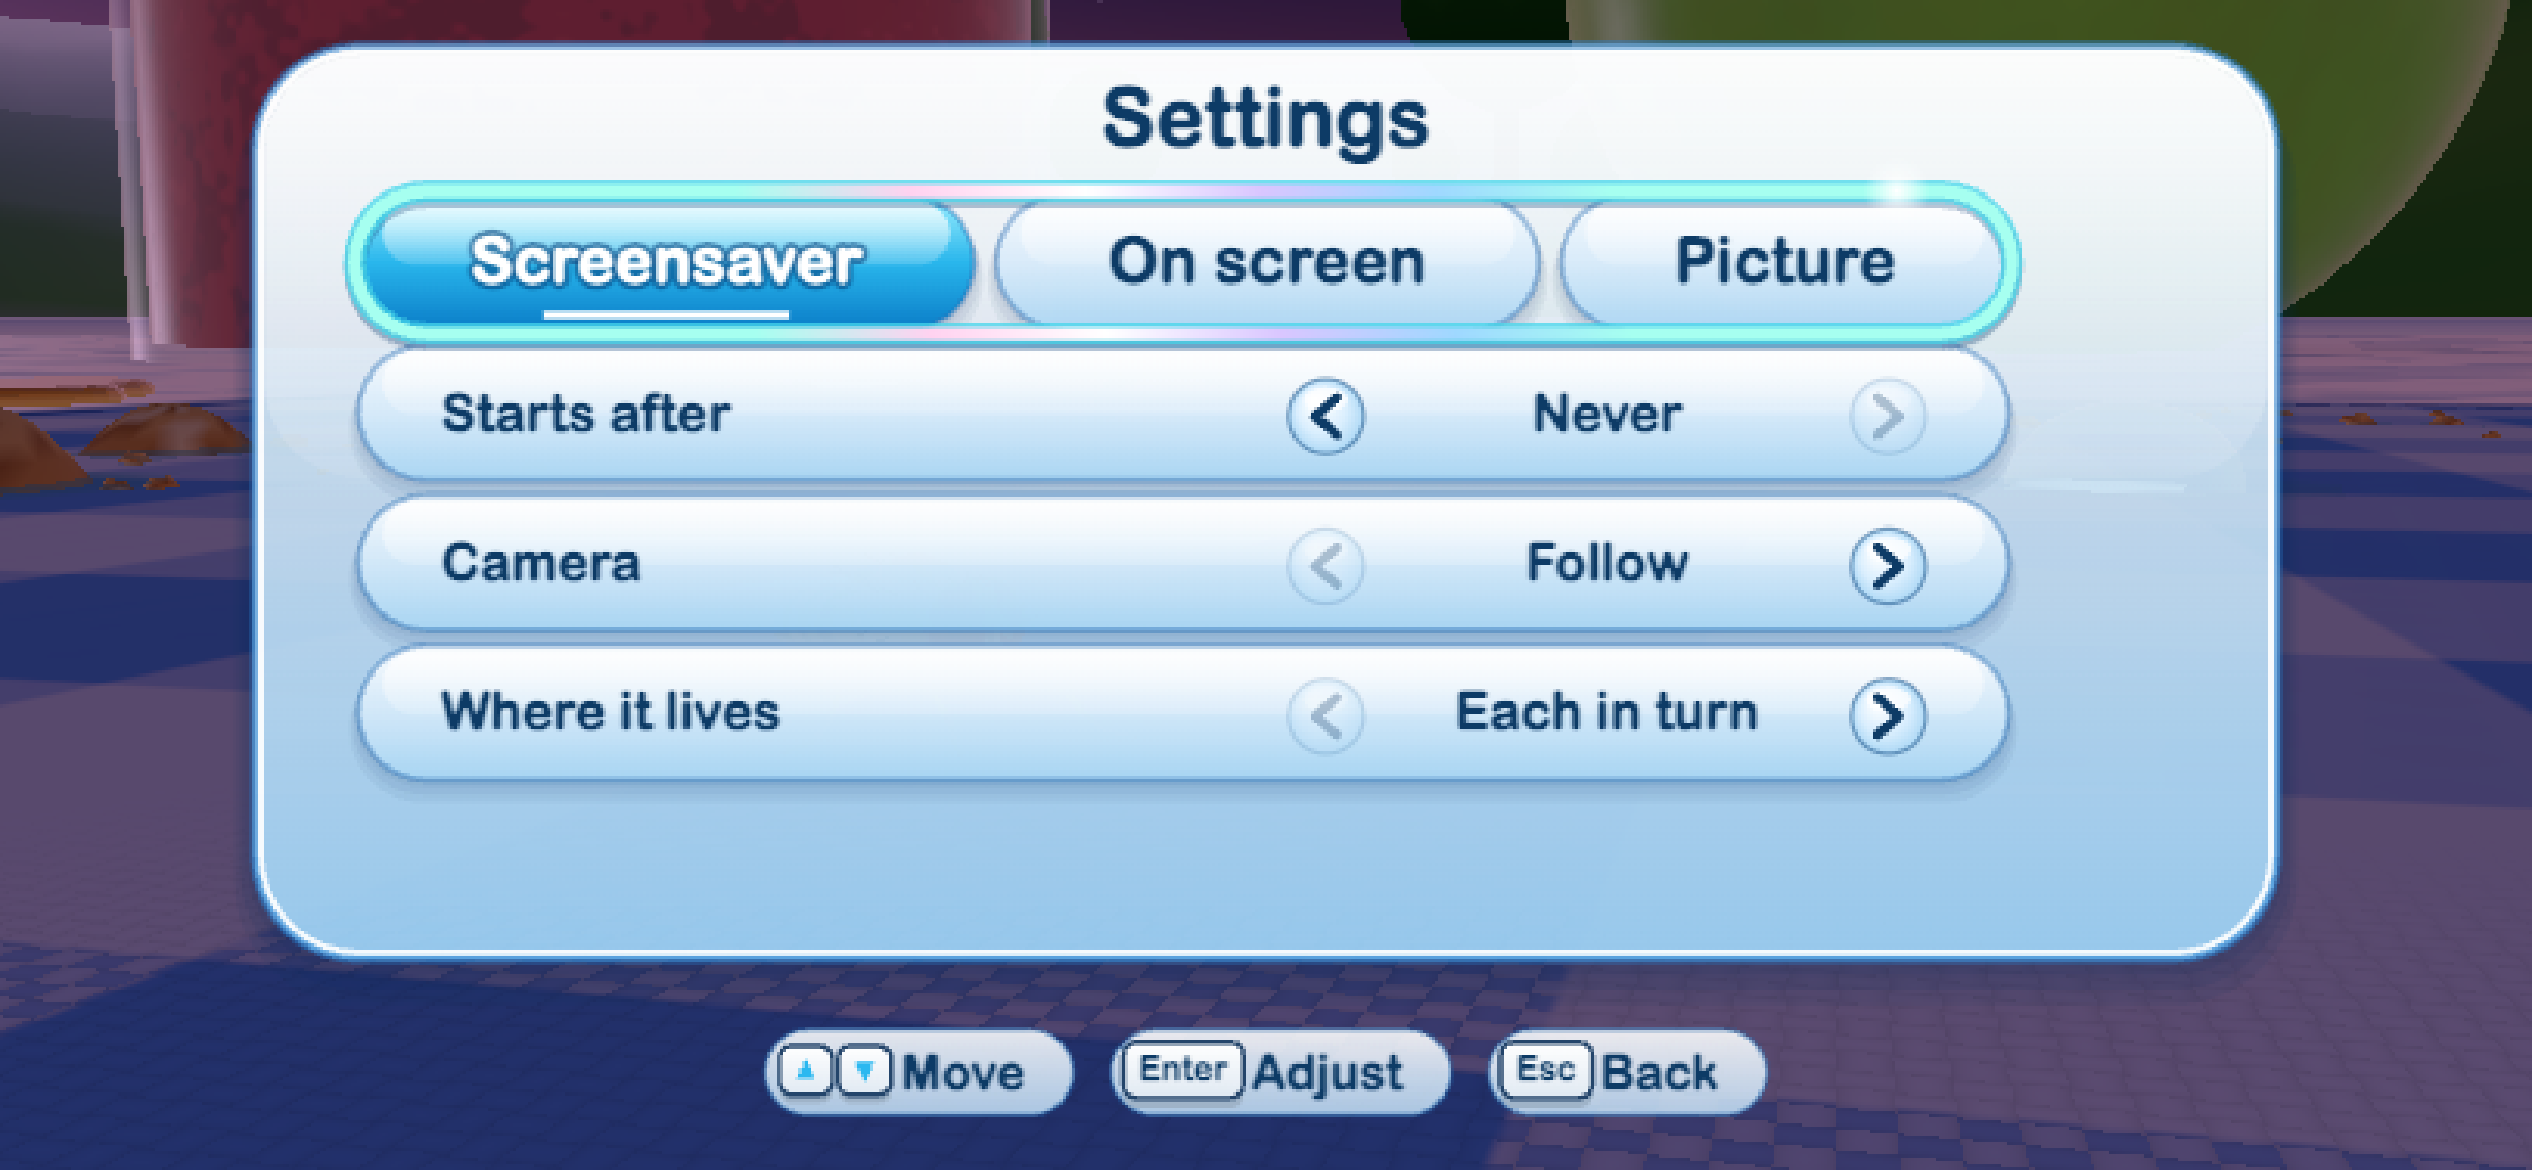 Settings
Screensaver On screen Picture
Starts after < Never >
Camera < Follow >
Where it lives < Each in turn >
▲ ▼ Move Enter Adjust Esc Back